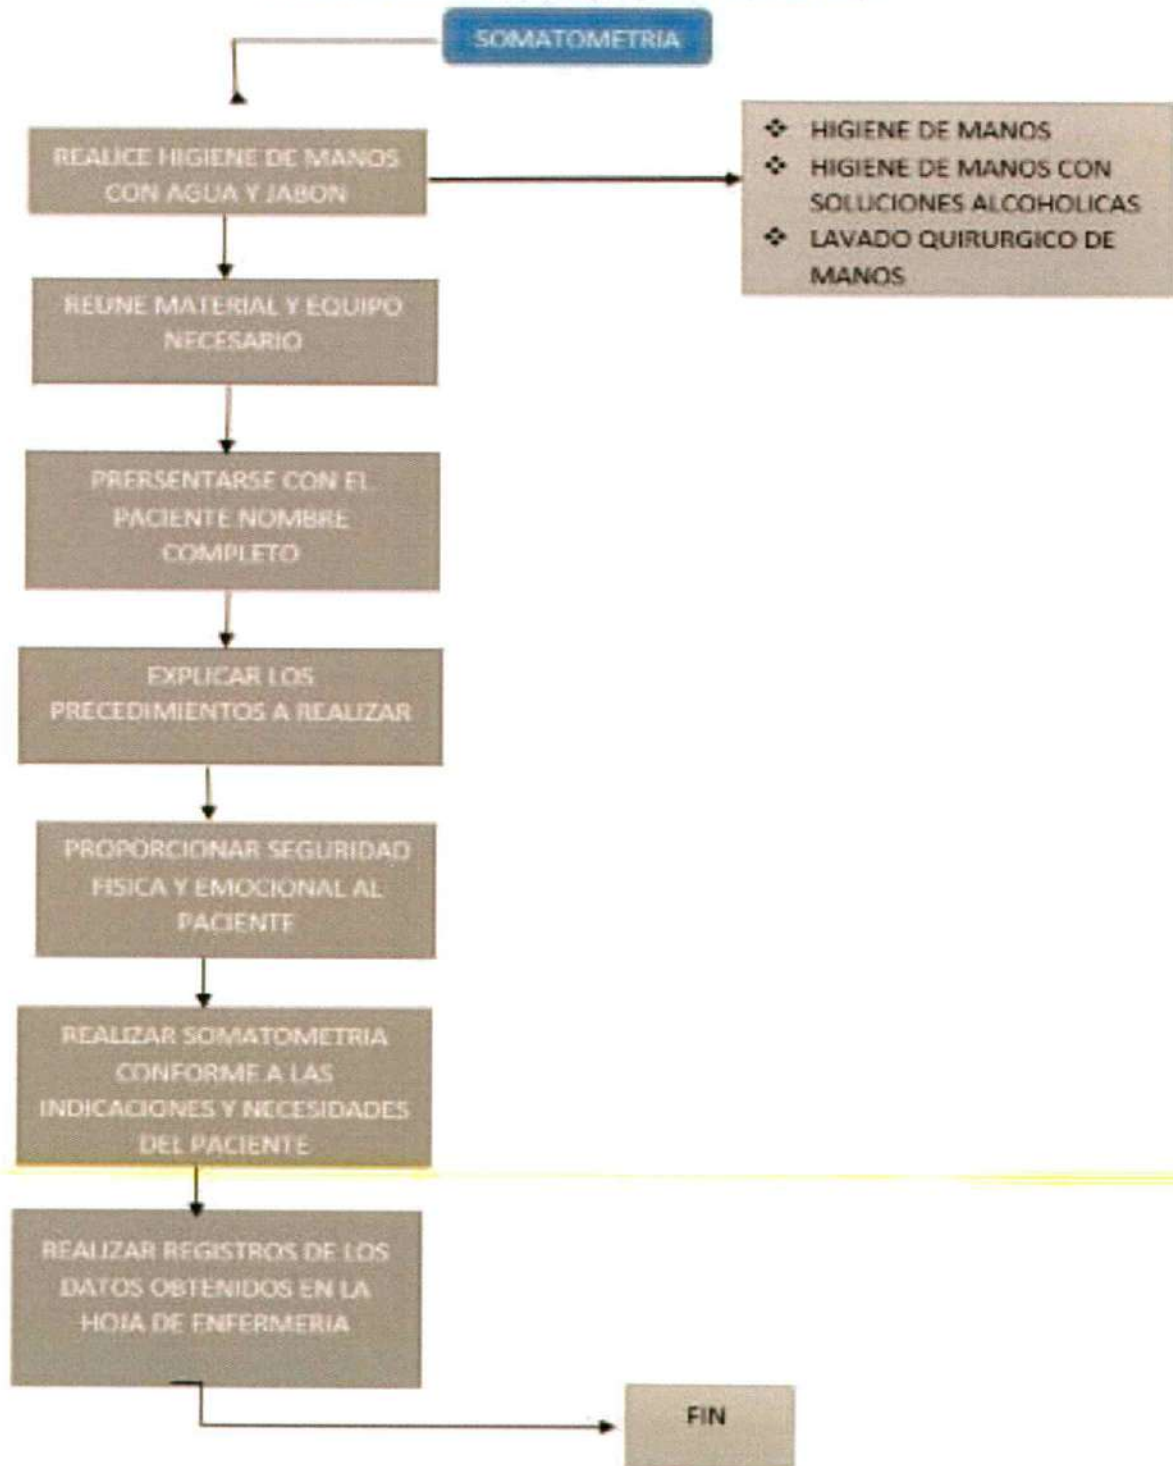 SOMATOMETRIA
REALICE HIGIENE DE MANOS
CON AGUA Y JABON
❖ HIGIENE DE MANOS
❖ HIGIENE DE MANOS CON
SOLUCIONES ALCOHOLICAS
❖ LAVADO QUIRURGICO DE
MANOS
REUNE MATERIAL Y EQUIPO
NECESARIO
PRERSENTARSE CON EL
PACIENTE NOMBRE
COMPLETO
EXPLICAR LOS
PRECEDIMIENTOS A REALIZAR
PROPORCIONAR SEGURIDAD
FISICA Y EMOCIONAL AL
PACIENTE
REALIZAR SOMATOMETRIA
CONFORME A LAS
INDICACIONES Y NECESIDADES
DEL PACIENTE
REALIZAR REGISTROS DE LOS
DATOS OBTENIDOS EN LA
HOJA DE ENFERMERIA
FIN